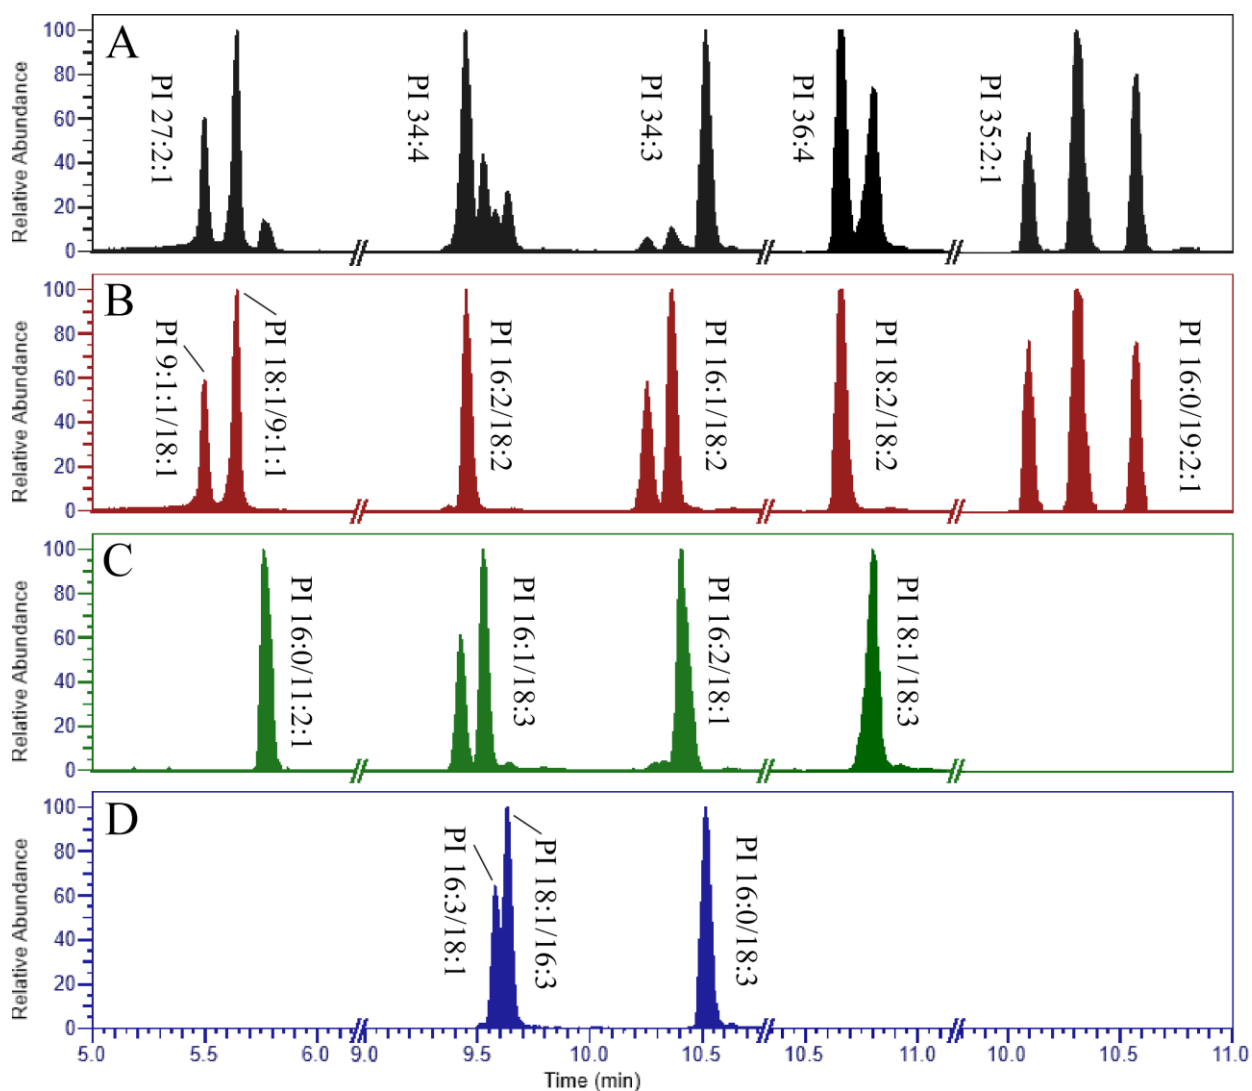 A
Relative Abundance
100
80
60
40
20
0
PI 27:2:1
PI 34:4
PI 34:3
PI 36:4
PI 35:2:1
B
Relative Abundance
100
80
60
40
20
0
PI 9:1:1/18:1
PI 18:1/9:1:1
PI 16:2/18:2
PI 16:1/18:2
PI 18:2/18:2
PI 16:0/19:2:1
C
Relative Abundance
100
80
60
40
20
0
PI 16:0/11:2:1
PI 16:1/18:3
PI 16:2/18:1
PI 18:1/18:3
D
Relative Abundance
100
80
60
40
20
0
PI 16:3/18:1
PI 18:1/16:3
PI 16:0/18:3
5.0 5.5 6.0 9.0 9.5 10.0 10.5 10.5 11.0 10.0 10.5 11.0
Time (min)